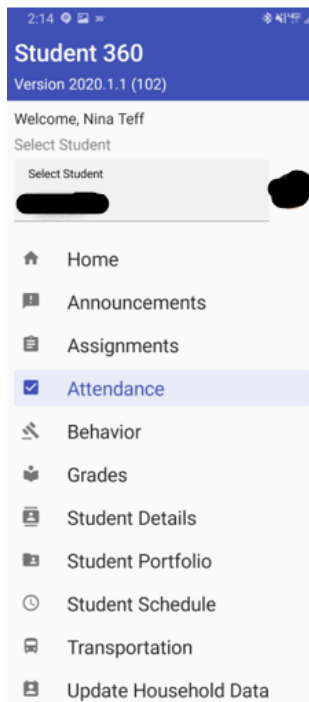 2:14
Student 360
Version 2020.1.1 (102)
Welcome, Nina Teff
Select Student
Select Student
Home
Announcements
Assignments
Attendance
Behavior
Grades
Student Details
Student Portfolio
Student Schedule
Transportation
Update Household Data